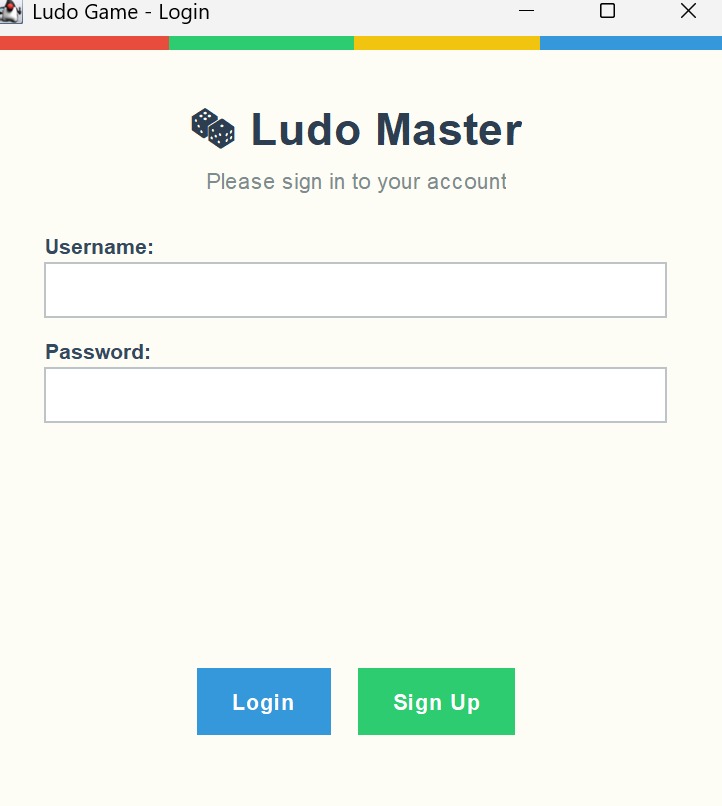 Ludo Game - Login
Ludo Master
Please sign in to your account
Username:
Password:
Login
Sign Up